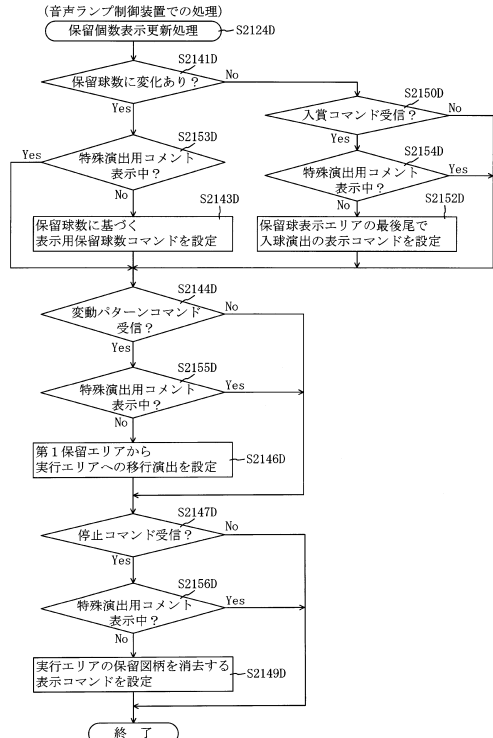 (音声ランプ制御装置での処理)
保留個数表示更新処理
S2124D
S2141D
保留球数に変化あり?
No
Yes
S2150D
入賞コマンド受信?
No
Yes
S2153D
Yes
特殊演出用コメント
表示中?
No
S2154D
特殊演出用コメント
表示中?
Yes
No
S2143D
保留球数に基づく
表示用保留球数コマンドを設定
S2152D
保留球表示エリアの最後尾で
入球演出の表示コマンドを設定
S2144D
変動パターンコマンド
受信?
No
Yes
S2155D
特殊演出用コメント
表示中?
Yes
No
第1保留エリアから
実行エリアへの移行演出を設定
S2146D
S2147D
停止コマンド受信?
No
Yes
S2156D
特殊演出用コメント
表示中?
Yes
No
実行エリアの保留図柄を消去する
表示コマンドを設定
S2149D
終 了